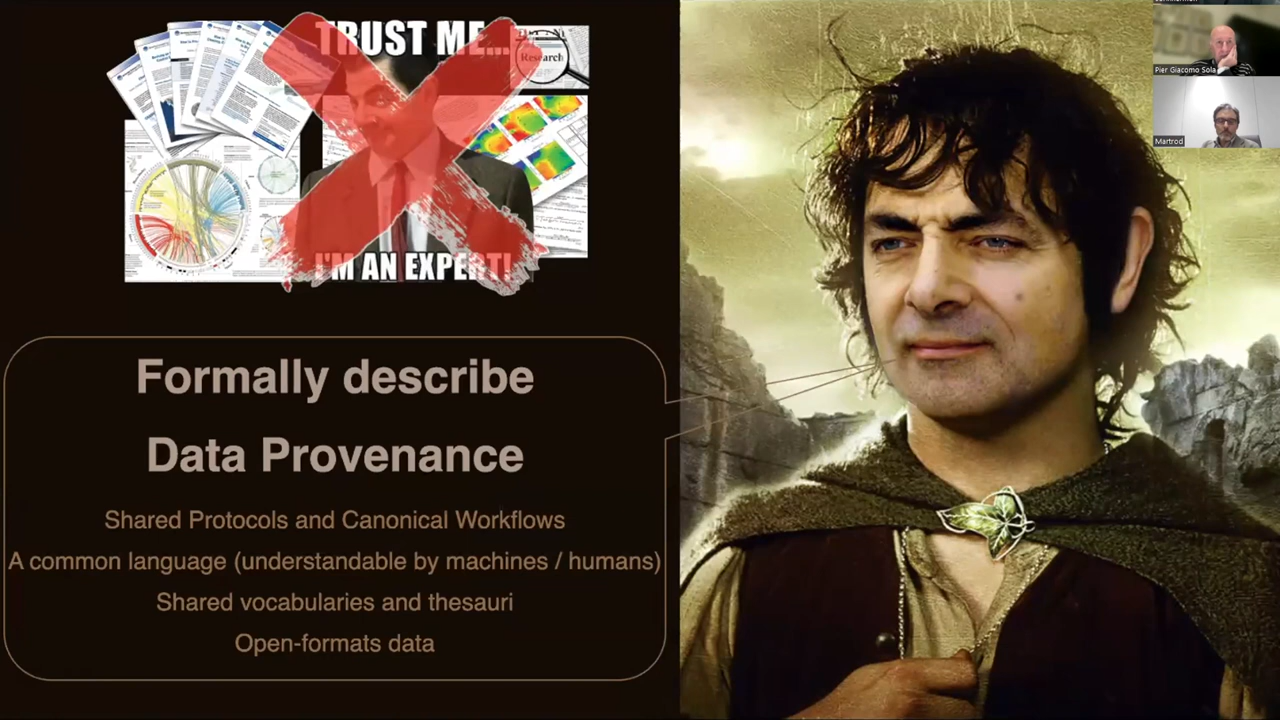 TRUST ME...
Research
I'M AN EXPERT!
Formally describe
Data Provenance
Shared Protocols and Canonical Workflows
A common language (understandable by machines / humans)
Shared vocabularies and thesauri
Open-formats data
Pier Giacomo Sola
Martrod